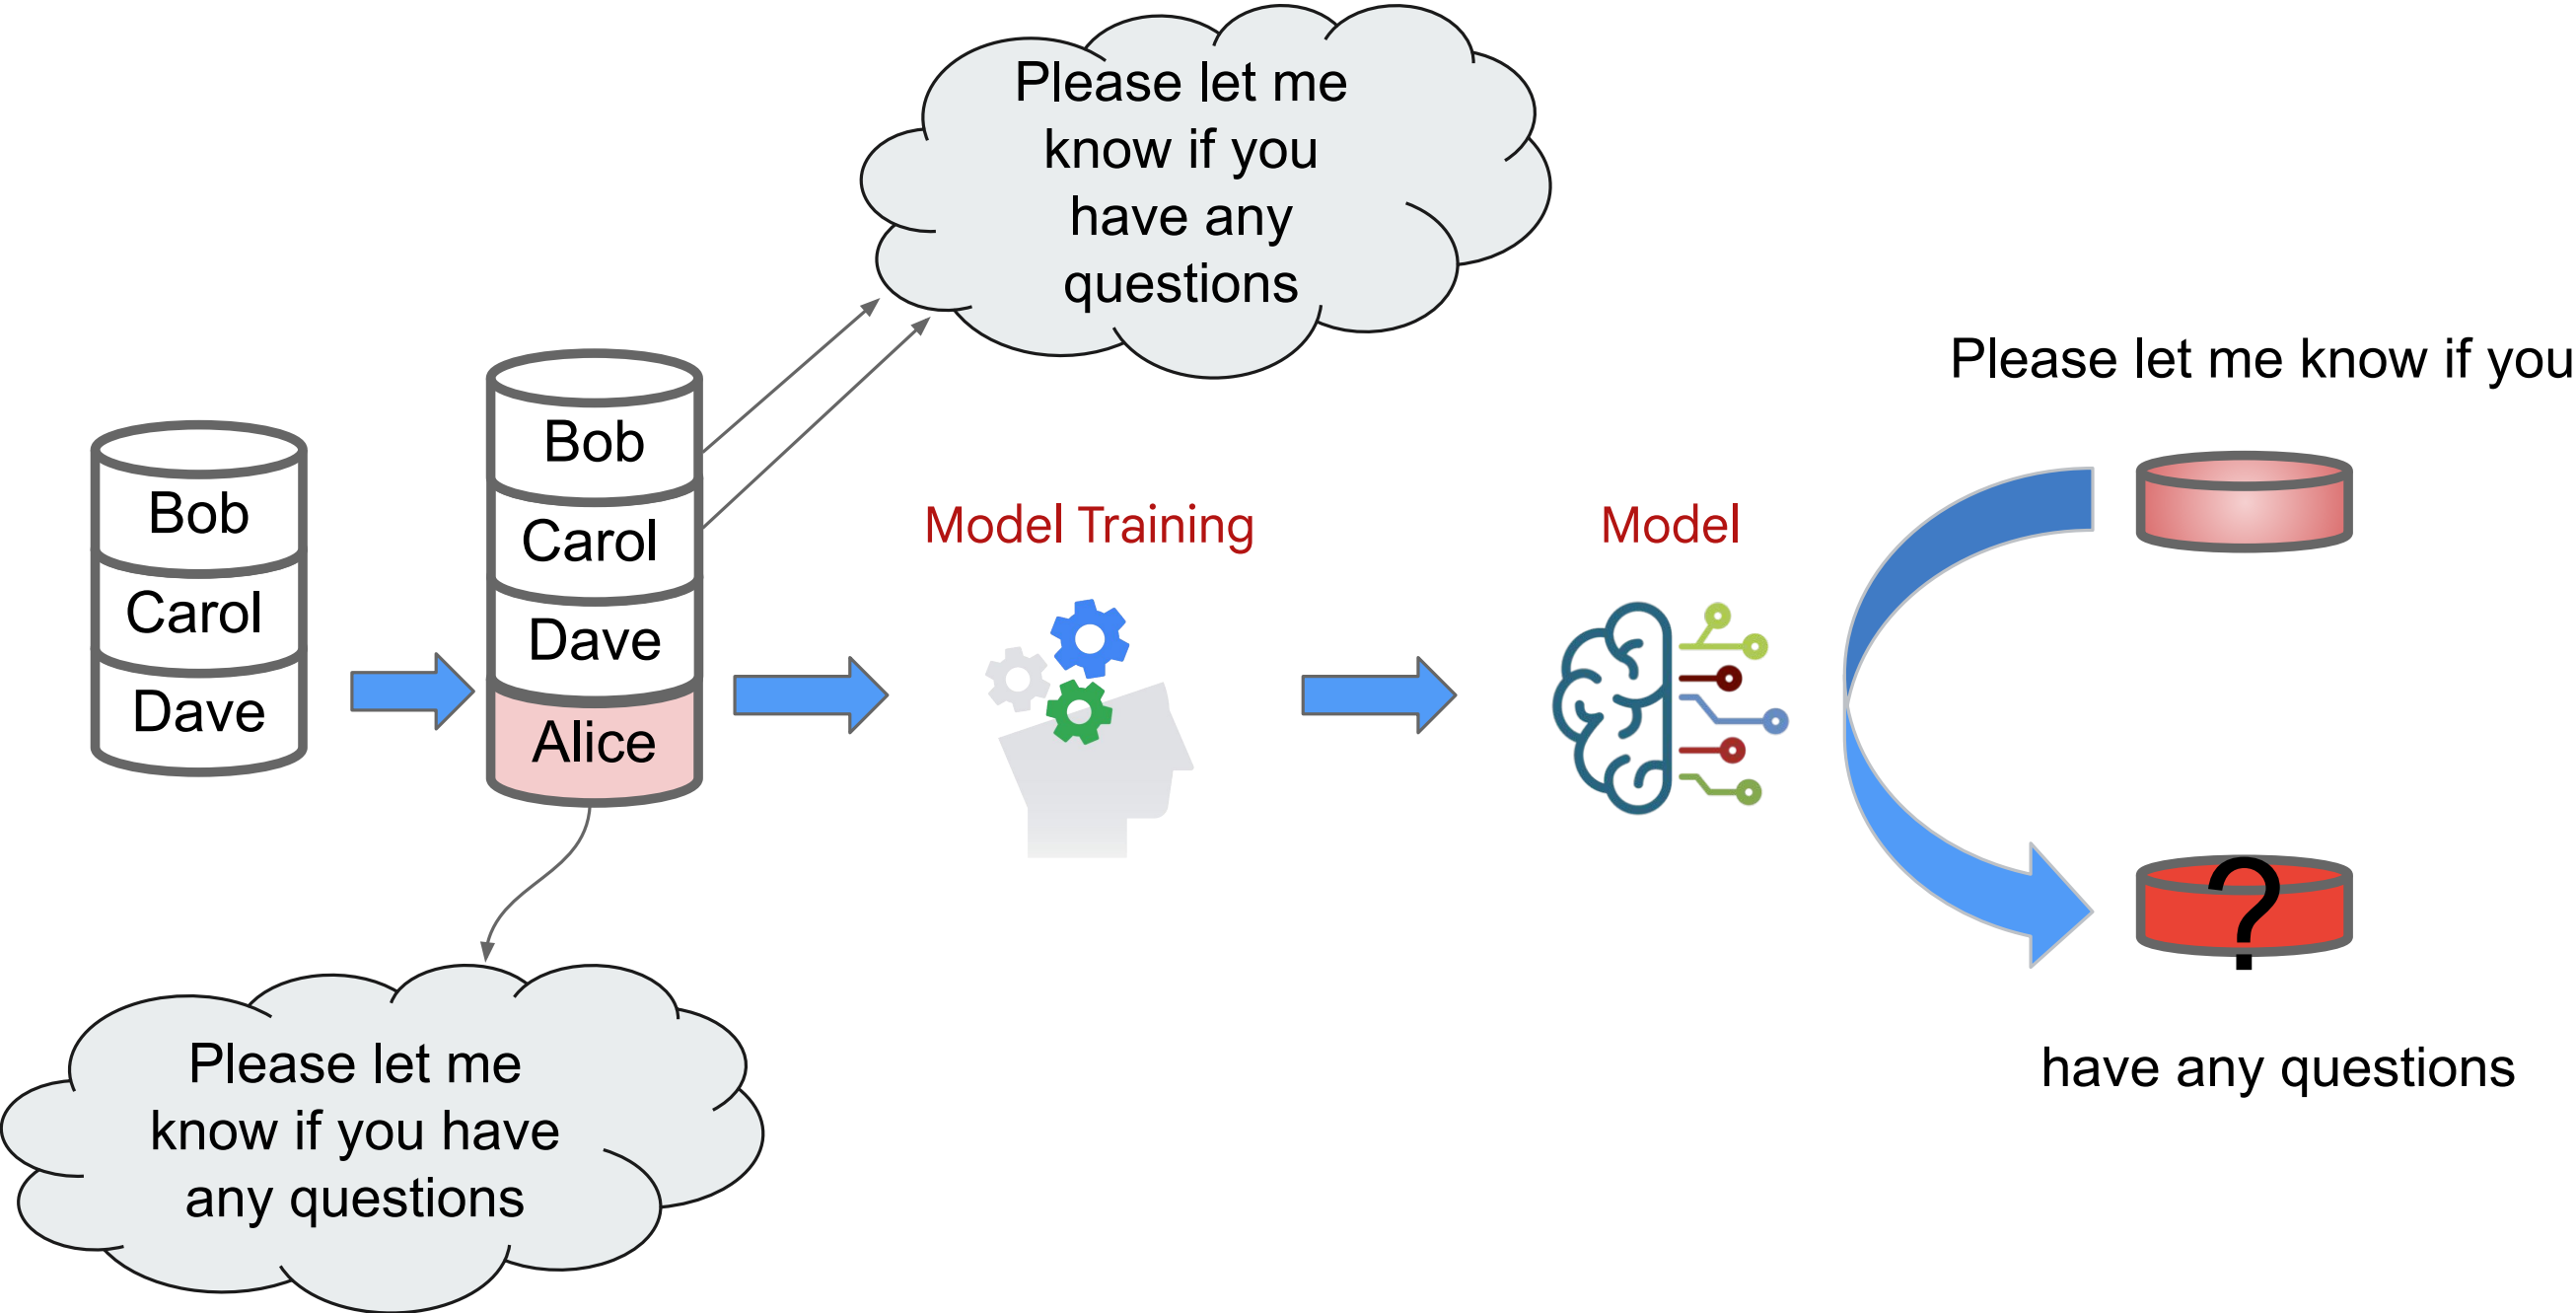 Please let me
know if you
have any
questions
Bob
Carol
Dave
Bob
Carol
Dave
Alice
Please let me
know if you have
any questions
Model Training
Model
Please let me know if you
?
have any questions